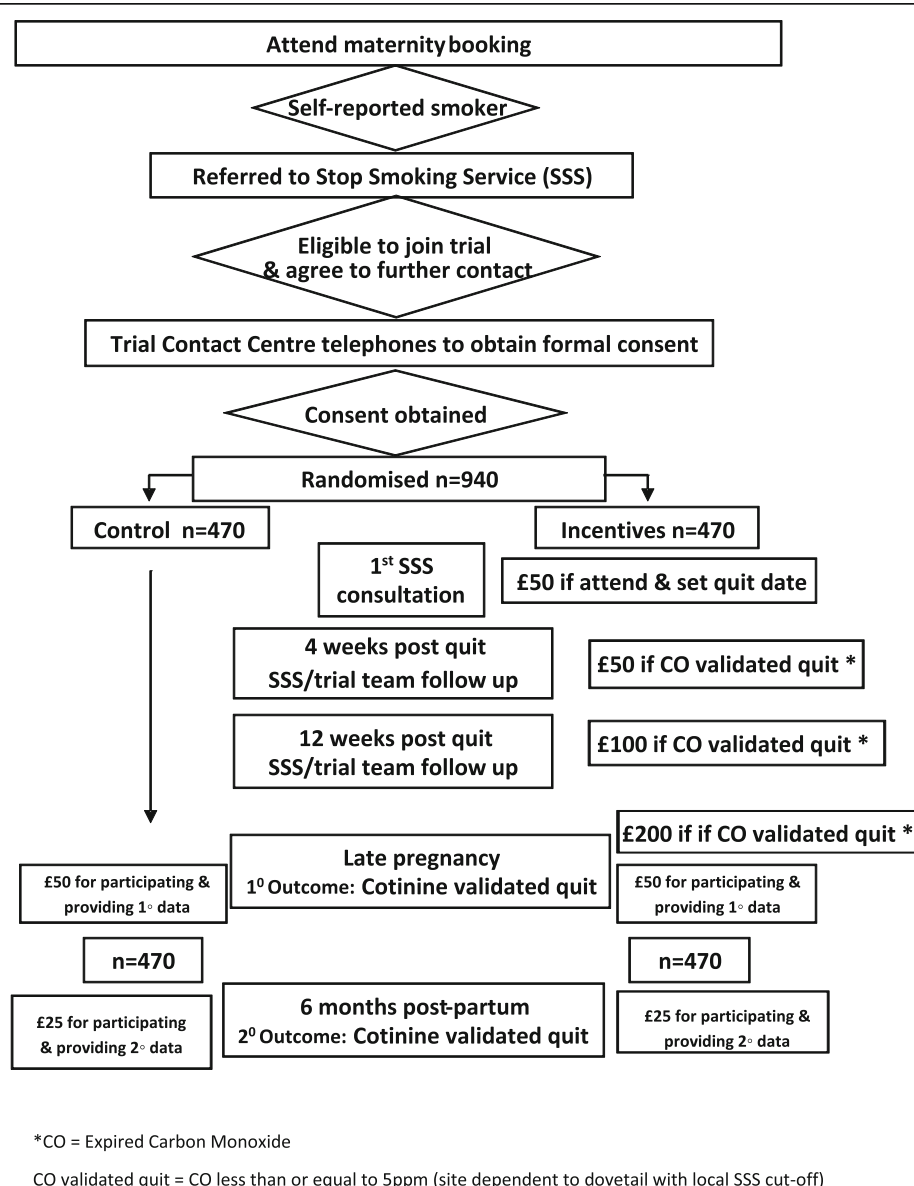 Attend maternity booking
Self-reported smoker
Referred to Stop Smoking Service (SSS)
Eligible to join trial
& agree to further contact
Trial Contact Centre telephones to obtain formal consent
Consent obtained
Randomised n=940
Control n=470
Incentives n=470
1st SSS
consultation
£50 if attend & set quit date
4 weeks post quit
SSS/trial team follow up
£50 if CO validated quit *
12 weeks post quit
SSS/trial team follow up
£100 if CO validated quit *
£200 if if CO validated quit *
Late pregnancy
1⁰ Outcome: Cotinine validated quit
£50 for participating &
providing 1◦ data
£50 for participating &
providing 1◦ data
n=470
n=470
6 months post-partum
2⁰ Outcome: Cotinine validated quit
£25 for participating
& providing 2◦ data
£25 for participating &
providing 2◦ data
*CO = Expired Carbon Monoxide
CO validated quit = CO less than or equal to 5ppm (site dependent to dovetail with local SSS cut-off)